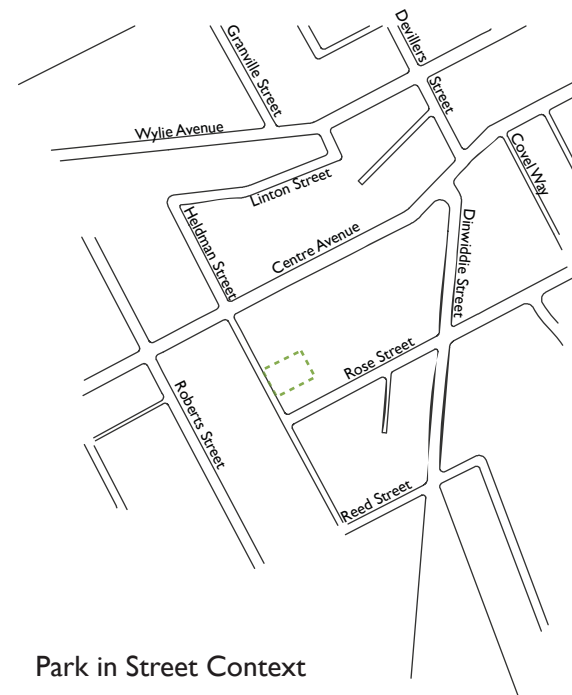 Granville Street
Devilliers
Street
Wylie Avenue
Covel Way
Linton Street
Heldman Street
Centre Avenue
Dinwiddie Street
Rose Street
Roberts Street
Reed Street
Park in Street Context